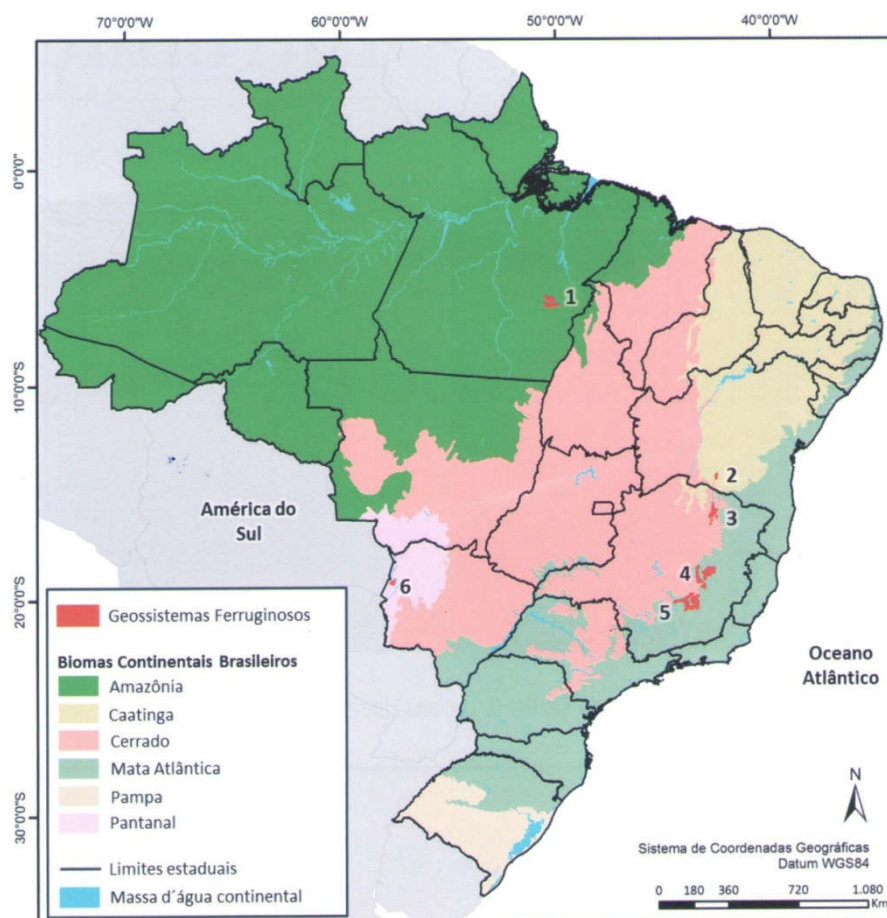 70°0'0"W
60°0'0"W
50°0'0"W
40°0'0"W
0°0'0"
10°0'0"S
20°0'0"S
30°0'0"S
1
2
3
4
5
6
América do
Sul
Oceano
Atlântico
Geossistemas Ferruginosos
Biomas Continentais Brasileiros
Amazônia
Caatinga
Cerrado
Mata Atlântica
Pampa
Pantanal
Limites estaduais
Massa d´água continental
N
Sistema de Coordenadas Geográficas
Datum WGS84
0 180 360 720 1.080
Km